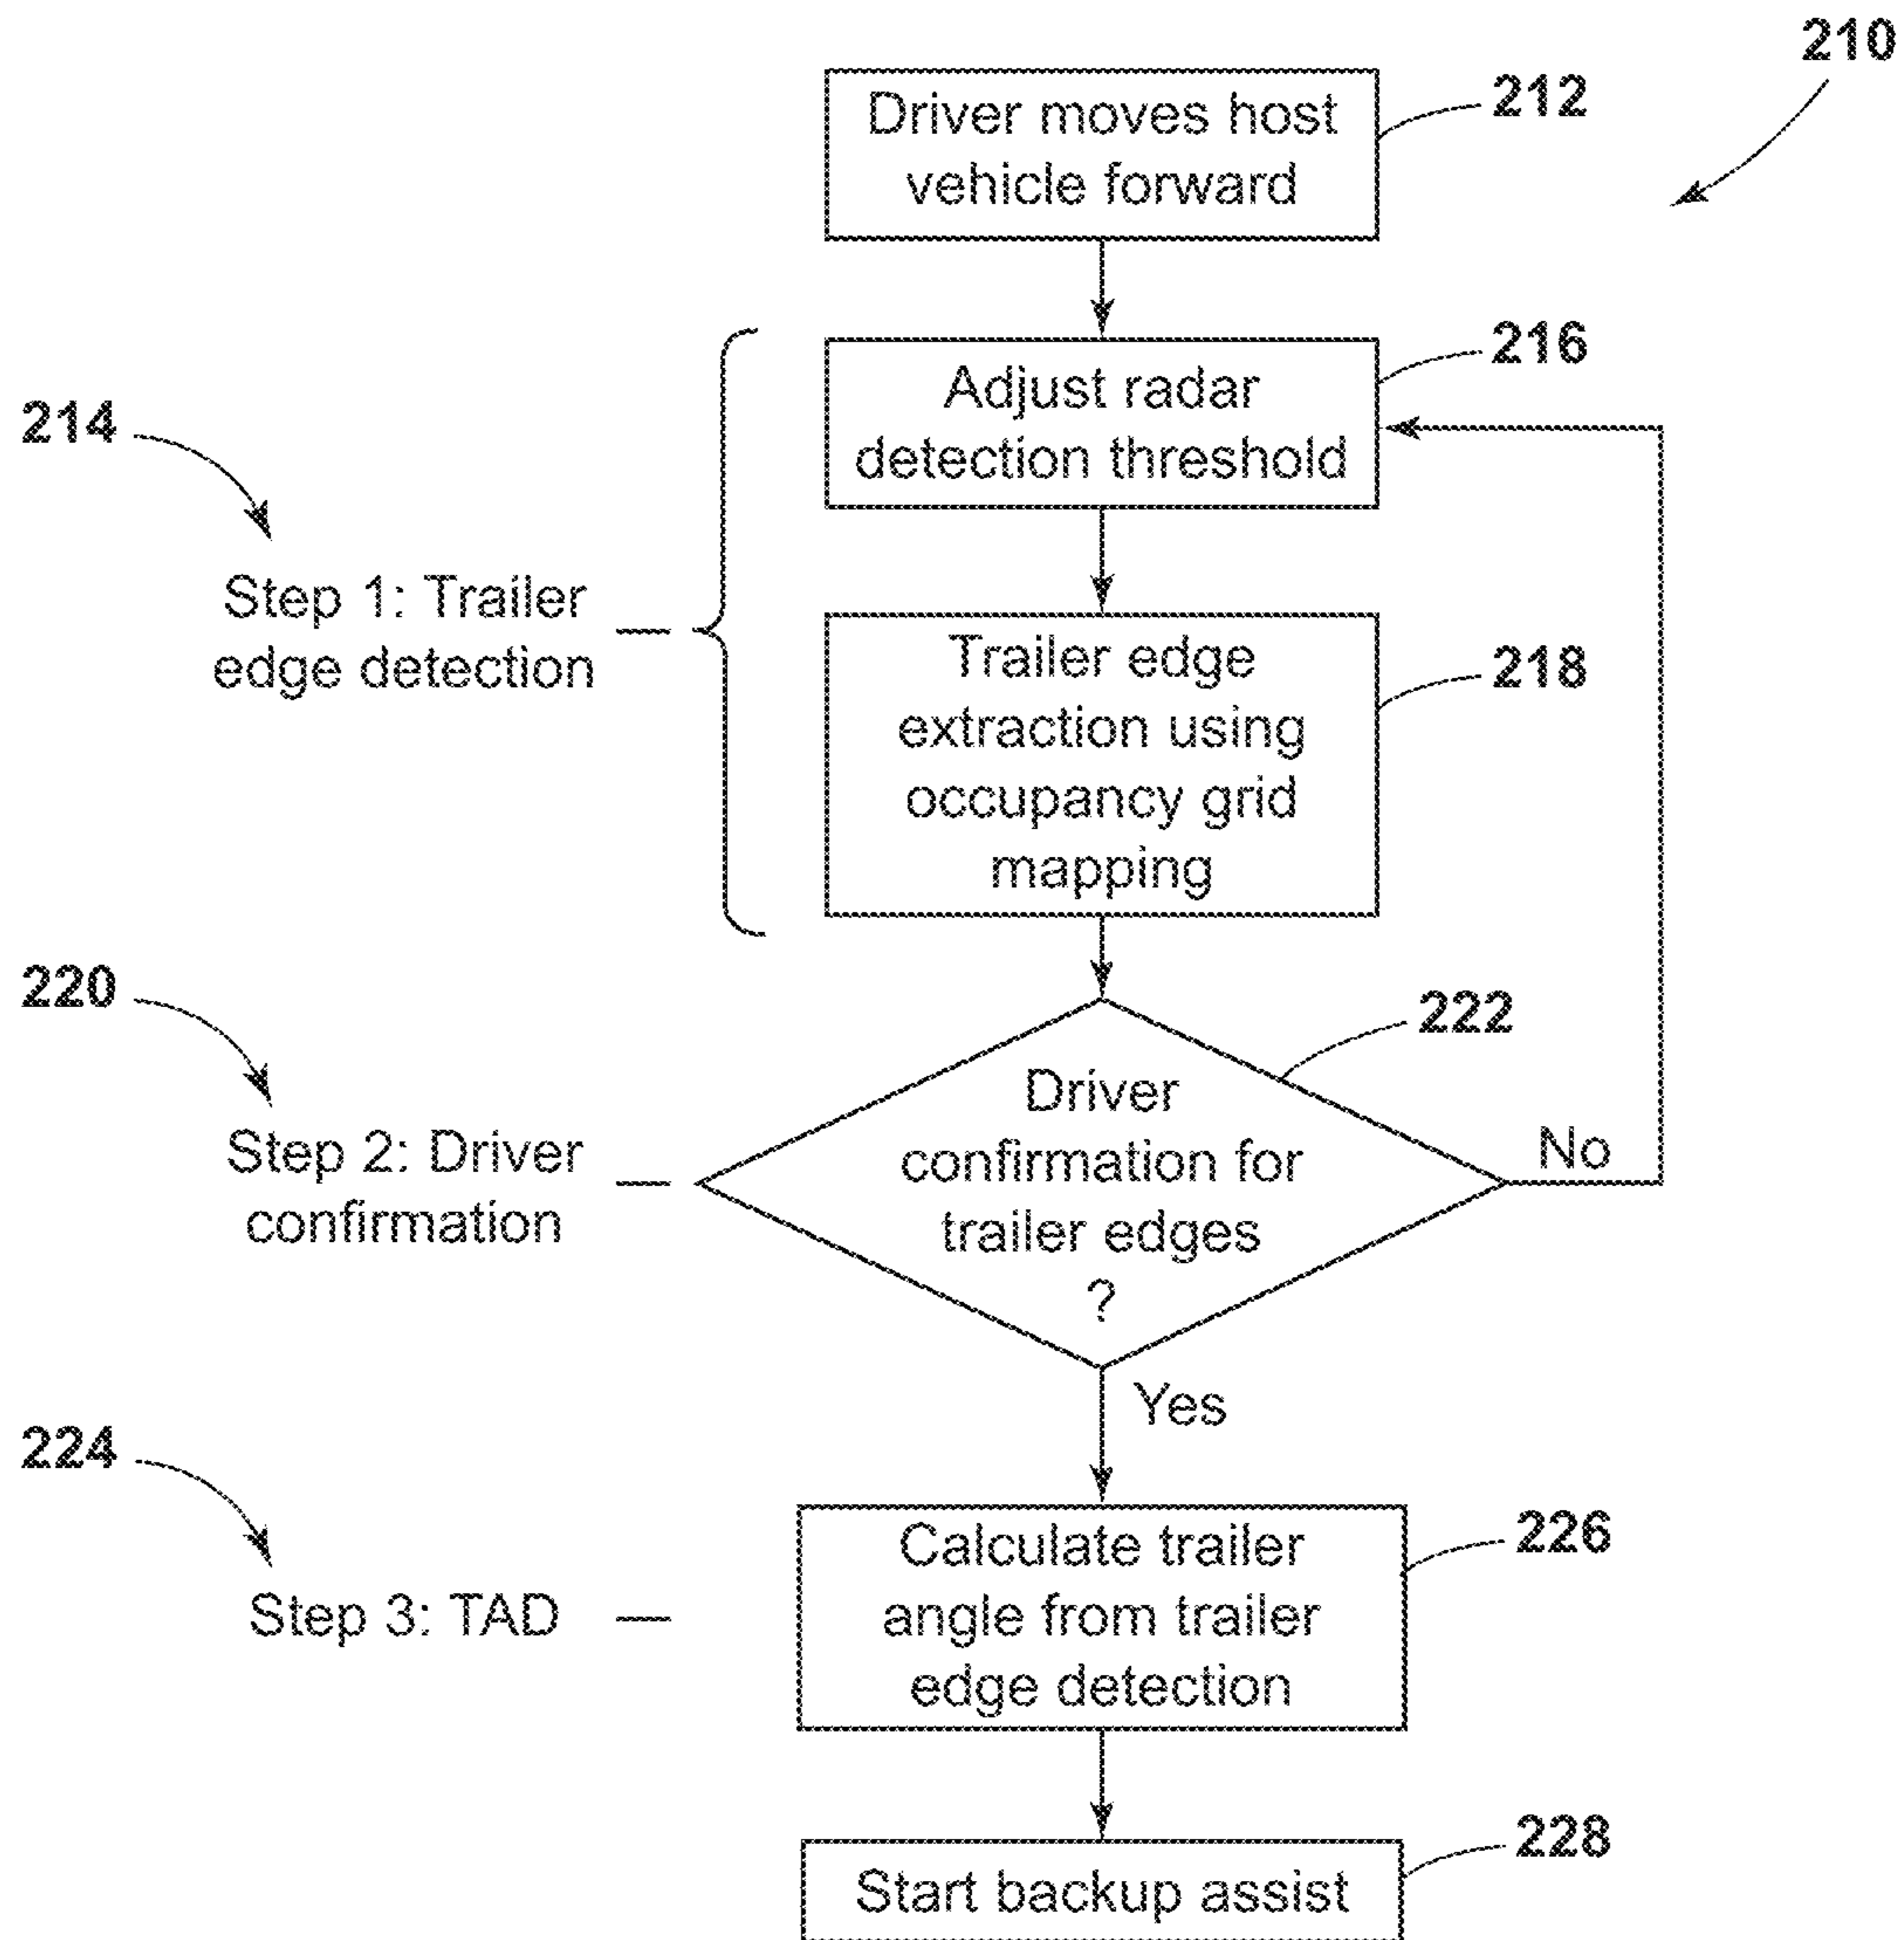 210
Driver moves host
vehicle forward
212
Adjust radar
detection threshold
216
214
Step 1: Trailer
edge detection
Trailer edge
extraction using
occupancy grid
mapping
218
220
Step 2: Driver
confirmation
Driver
confirmation for
trailer edges
?
222
No
Yes
224
Step 3: TAD
Calculate trailer
angle from trailer
edge detection
226
Start backup assist
228